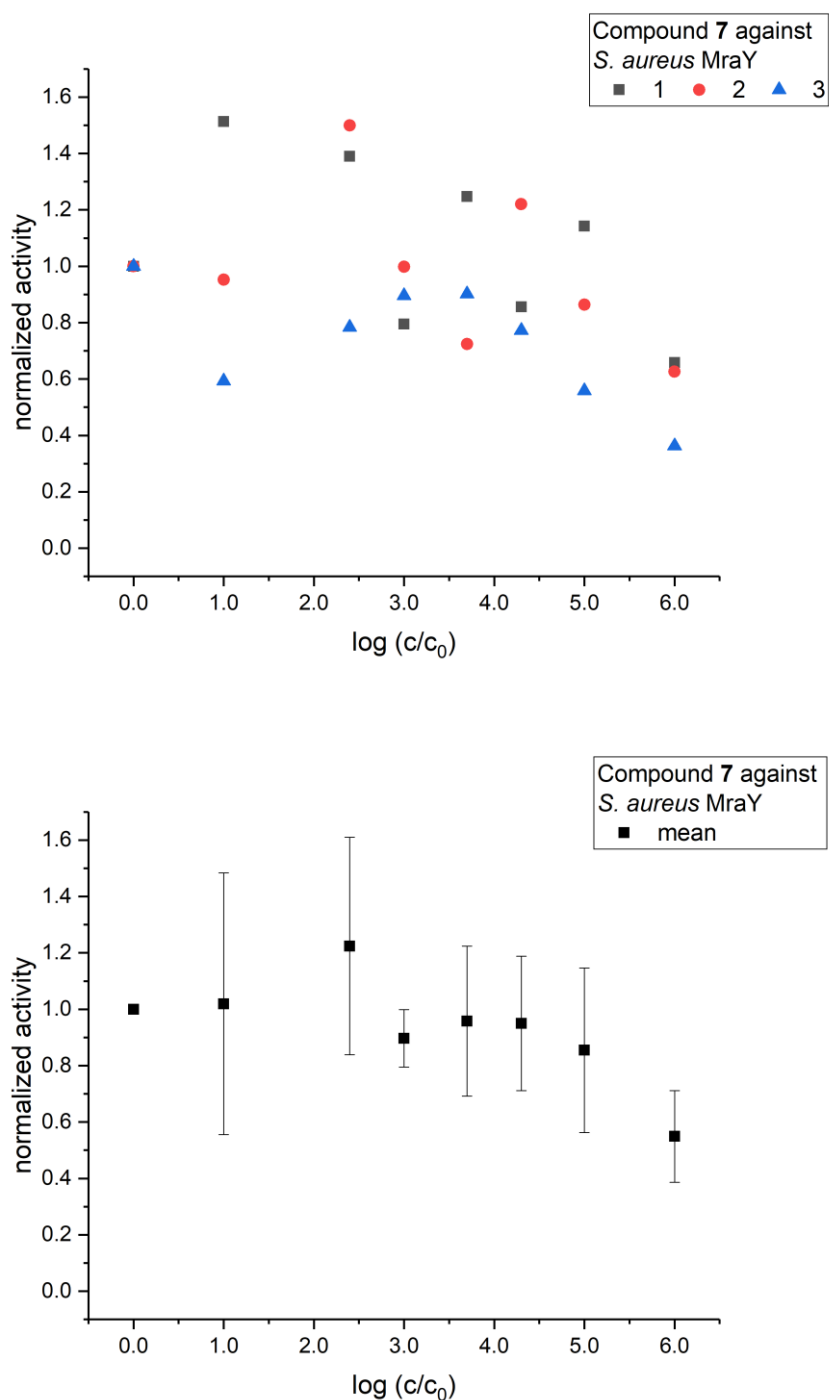 Compound 7 against
S. aureus MraY
1 2 3
1.6
1.4
1.2
1.0
0.8
0.6
0.4
0.2
0.0
normalized activity
0.0 1.0 2.0 3.0 4.0 5.0 6.0
log (c/c₀)
Compound 7 against
S. aureus MraY
mean
1.6
1.4
1.2
1.0
0.8
0.6
0.4
0.2
0.0
normalized activity
0.0 1.0 2.0 3.0 4.0 5.0 6.0
log (c/c₀)